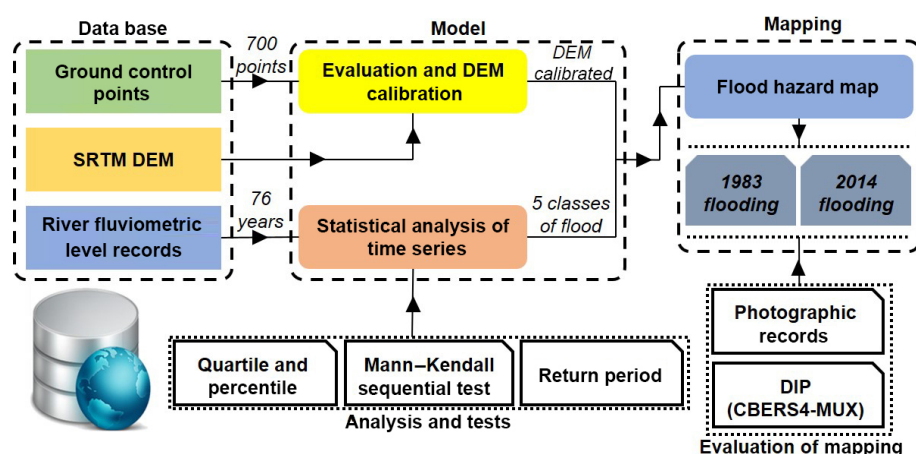 Data base
Ground control
points
SRTM DEM
River fluviometric
level records
700
points
76
years
Model
Evaluation and DEM
calibration
Statistical analysis of
time series
DEM
calibrated
5 classes
of flood
Mapping
Flood hazard map
1983
flooding
2014
flooding
Quartile and
percentile
Mann–Kendall
sequential test
Return period
Analysis and tests
Photographic
records
DIP
(CBERS4-MUX)
Evaluation of mapping